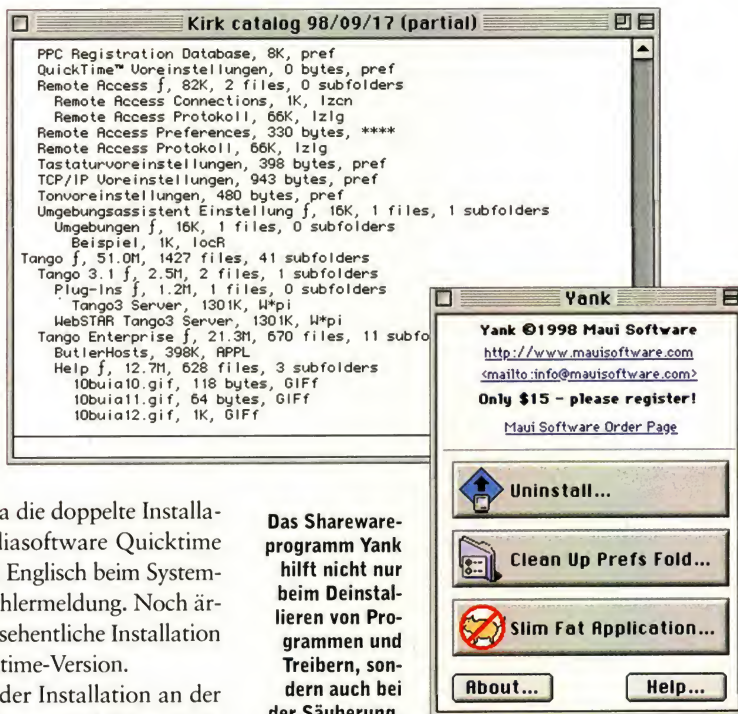 Kirk catalog 98/09/17 (partial)
PPC Registration Database, 8K, pref
QuickTime™ Voreinstellungen, 0 bytes, pref
Remote Access ƒ, 82K, 2 files, 0 subfolders
Remote Access Connections, 1K, lzcn
Remote Access Protokoll, 66K, lzlg
Remote Access Preferences, 330 bytes, ****
Remote Access Protokoll, 66K, lzlg
Tastaturvoreinstellungen, 398 bytes, pref
TCP/IP Voreinstellungen, 943 bytes, pref
Tonvoreinstellungen, 480 bytes, pref
Umgebungsassistent Einstellung ƒ, 16K, 1 files, 1 subfolders
Umgebungen ƒ, 16K, 1 files, 0 subfolders
Beispiel, 1K, locR
Tango ƒ, 51.0M, 1427 files, 41 subfolders
Tango 3.1 ƒ, 2.5M, 2 files, 1 subfolders
Plug-Ins ƒ, 1.2M, 1 files, 0 subfolders
Tango3 Server, 1301K, W*pi
WebSTAR Tango3 Server, 1301K, W*pi
Tango Enterprise ƒ, 21.3M, 670 files, 11 subfo
ButlerHosts, 398K, APPL
Help ƒ, 12.7M, 628 files, 3 subfolders
10buia10.gif, 118 bytes, GIFf
10buia11.gif, 64 bytes, GIFf
10buia12.gif, 1K, GIFf
Yank
Yank ©1998 Maui Software
http://www.mauisoftware.com
<mailto:info@mauisoftware.com>
Only $15 - please register!
Maui Software Order Page
Uninstall...
Clean Up Prefs Fold...
Slim Fat Application...
About...
Help...
a die doppelte Installa-
diasoftware Quicktime
Englisch beim System-
hlermeldung. Noch är-
sehentliche Installation
time-Version.
der Installation an der
Das Shareware-
programm Yank
hilft nicht nur
beim Deinstal-
lieren von Pro-
grammen und
Treibern, son-
dern auch bei
der Säuberung